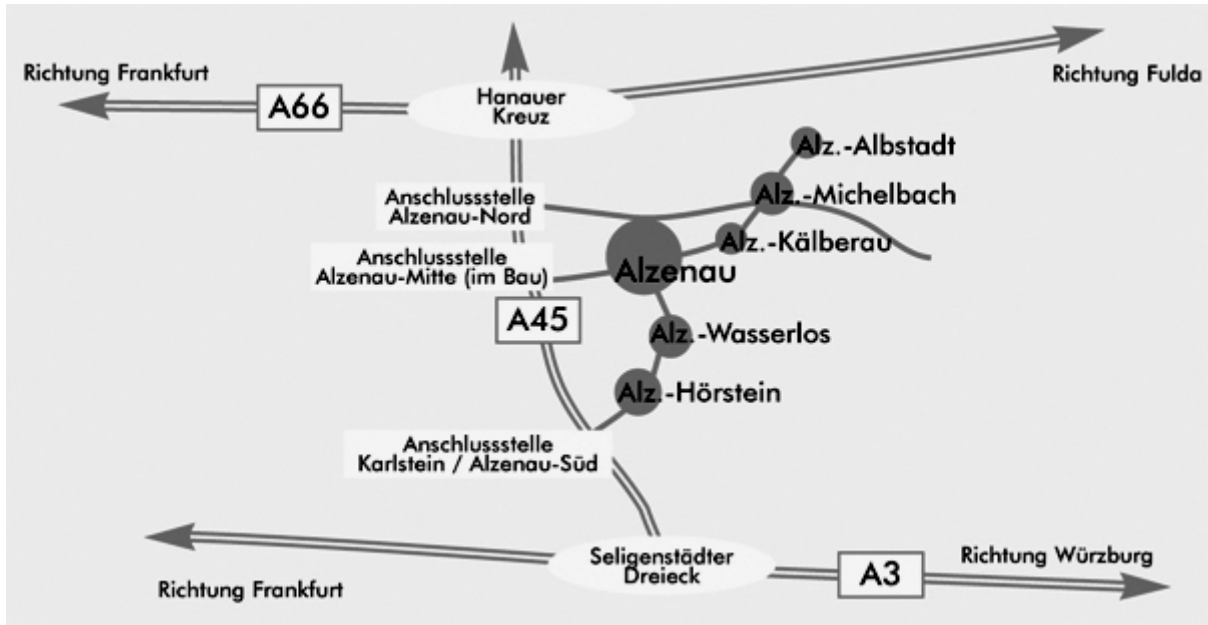 Richtung Frankfurt
A66
Hanauer
Kreuz
Richtung Fulda
Alz.-Albstadt
Anschlussstelle
Alzenau-Nord
Alz.-Michelbach
Alz.-Kälberau
Anschlussstelle
Alzenau-Mitte (im Bau)
Alzenau
A45
Alz.-Wasserlos
Alz.-Hörstein
Anschlussstelle
Karlstein / Alzenau-Süd
Seligenstädter
Dreieck
Richtung Würzburg
A3
Richtung Frankfurt